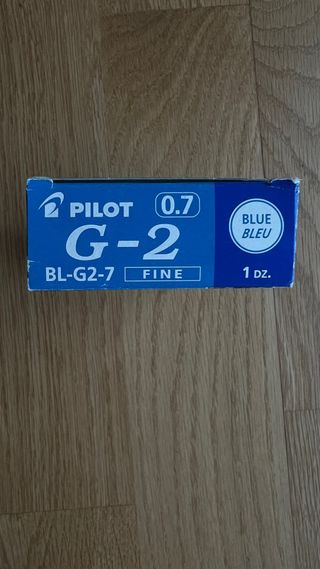 PILOT 0.7
G-2
BL-G2-7 FINE
BLUE
BLEU
1 DZ.